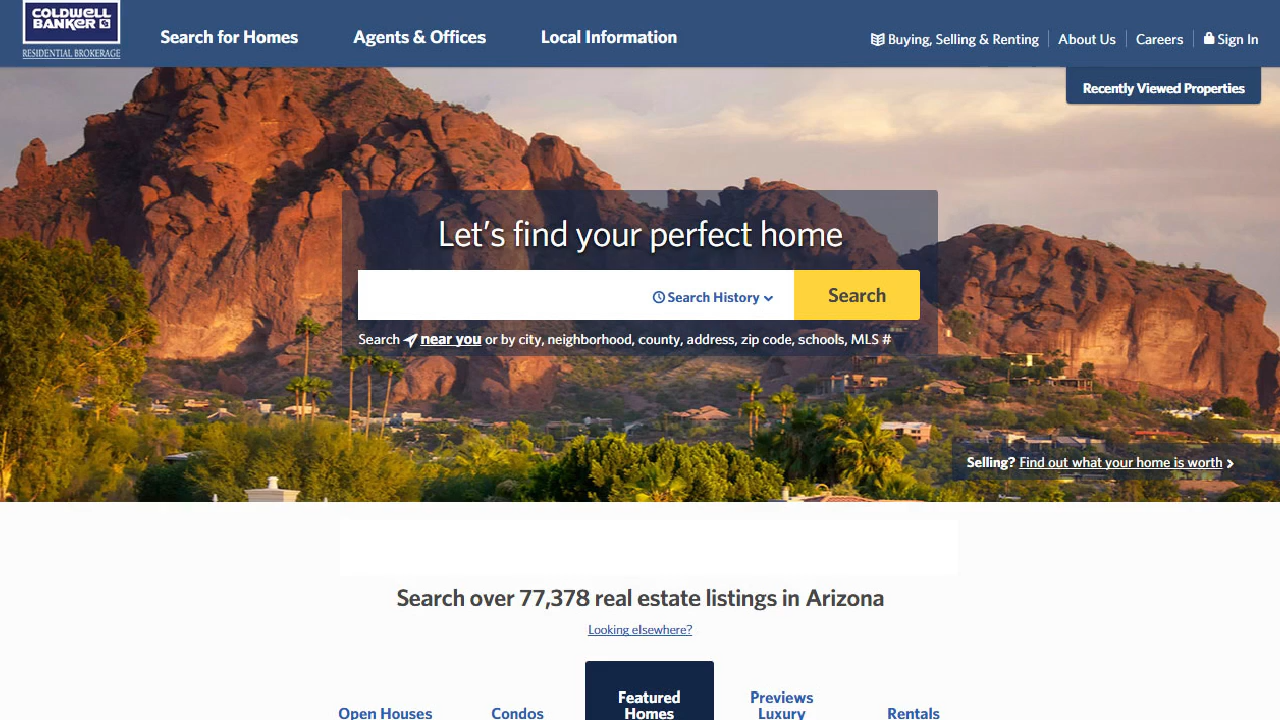 COLDWELL
BANKER
RESIDENTIAL BROKERAGE
Search for Homes
Agents & Offices
Local Information
Buying, Selling & Renting
About Us
Careers
Sign In
Recently Viewed Properties
Let's find your perfect home
Search History
Search
Search near you or by city, neighborhood, county, address, zip code, schools, MLS #
Selling? Find out what your home is worth
Search over 77,378 real estate listings in Arizona
Looking elsewhere?
Open Houses
Condos
Featured
Homes
Previews
Luxury
Rentals